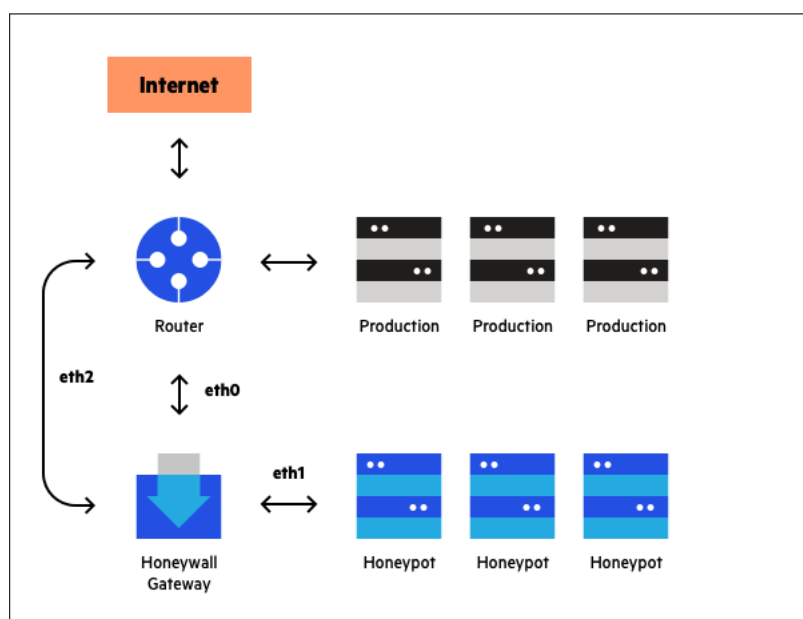 Internet
Router
Production
Production
Production
eth2
eth0
eth1
Honeywall
Gateway
Honeypot
Honeypot
Honeypot